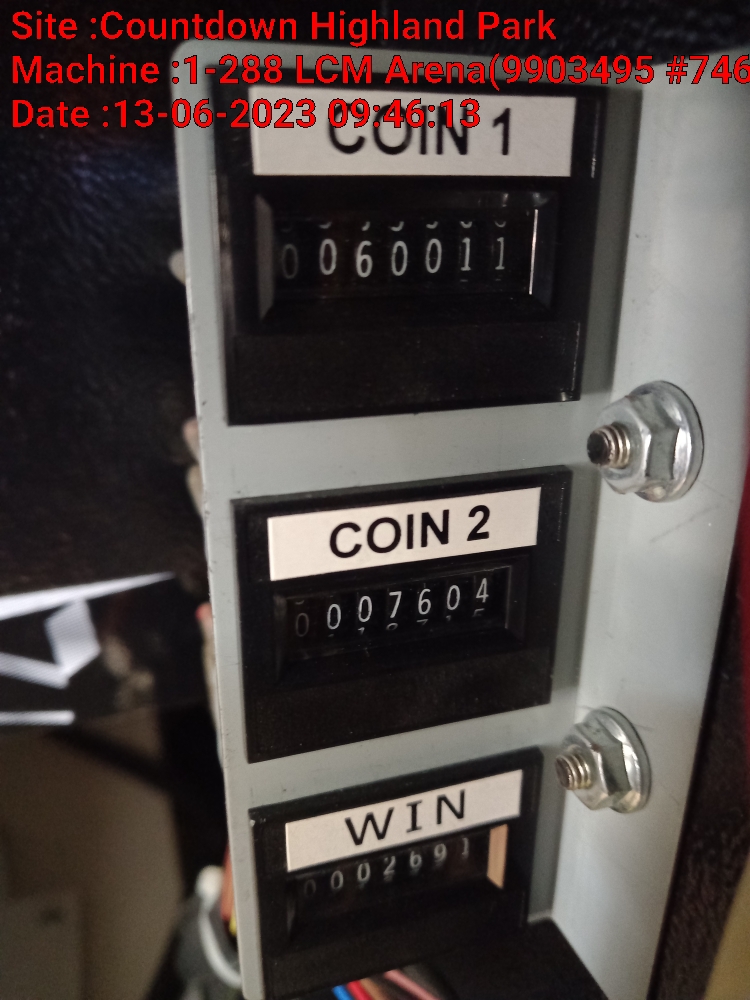 Site :Countdown Highland Park
Machine :1-288 LCM Arena(9903495 #746
Date :13-06-2023 09:46:13
COIN 1
0060011
COIN 2
0007604
WIN
0002691